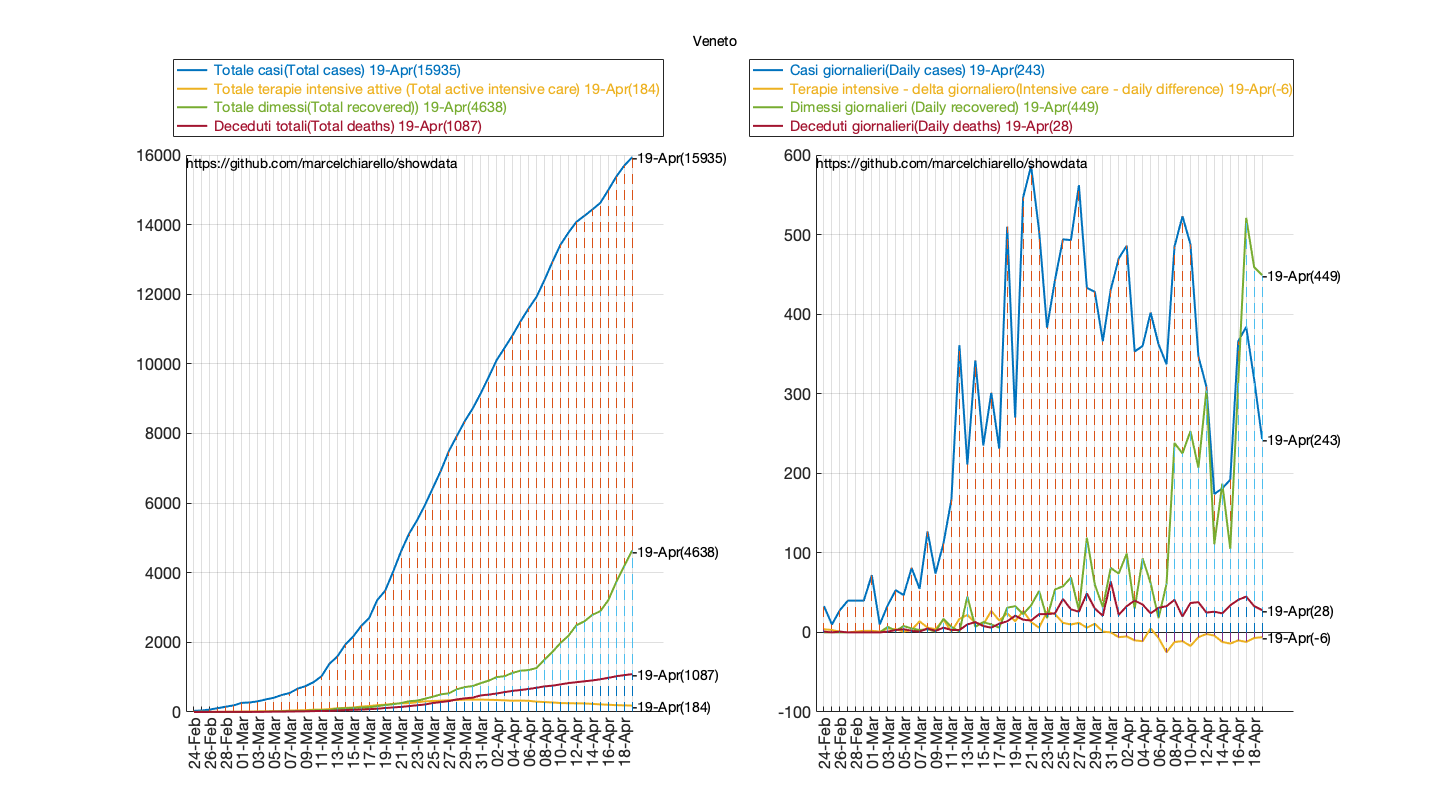 Veneto
Totale casi(Total cases) 19-Apr(15935)
Totale terapie intensive attive (Total active intensive care) 19-Apr(184)
Totale dimessi(Total recovered)) 19-Apr(4638)
Deceduti totali(Total deaths) 19-Apr(1087)
https://github.com/marcelchiarello/showdata
16000
14000
12000
10000
8000
6000
4000
2000
0
19-Apr(15935)
19-Apr(4638)
19-Apr(1087)
19-Apr(184)
24-Feb
26-Feb
28-Feb
01-Mar
03-Mar
05-Mar
07-Mar
09-Mar
11-Mar
13-Mar
15-Mar
17-Mar
19-Mar
21-Mar
23-Mar
25-Mar
27-Mar
29-Mar
31-Mar
02-Apr
04-Apr
06-Apr
08-Apr
10-Apr
12-Apr
14-Apr
16-Apr
18-Apr
Casi giornalieri(Daily cases) 19-Apr(243)
Terapie intensive - delta giornaliero(Intensive care - daily difference) 19-Apr(-6)
Dimessi giornalieri (Daily recovered) 19-Apr(449)
Deceduti giornalieri(Daily deaths) 19-Apr(28)
https://github.com/marcelchiarello/showdata
600
500
400
300
200
100
0
-100
19-Apr(449)
19-Apr(243)
19-Apr(28)
19-Apr(-6)
24-Feb
26-Feb
28-Feb
01-Mar
03-Mar
05-Mar
07-Mar
09-Mar
11-Mar
13-Mar
15-Mar
17-Mar
19-Mar
21-Mar
23-Mar
25-Mar
27-Mar
29-Mar
31-Mar
02-Apr
04-Apr
06-Apr
08-Apr
10-Apr
12-Apr
14-Apr
16-Apr
18-Apr